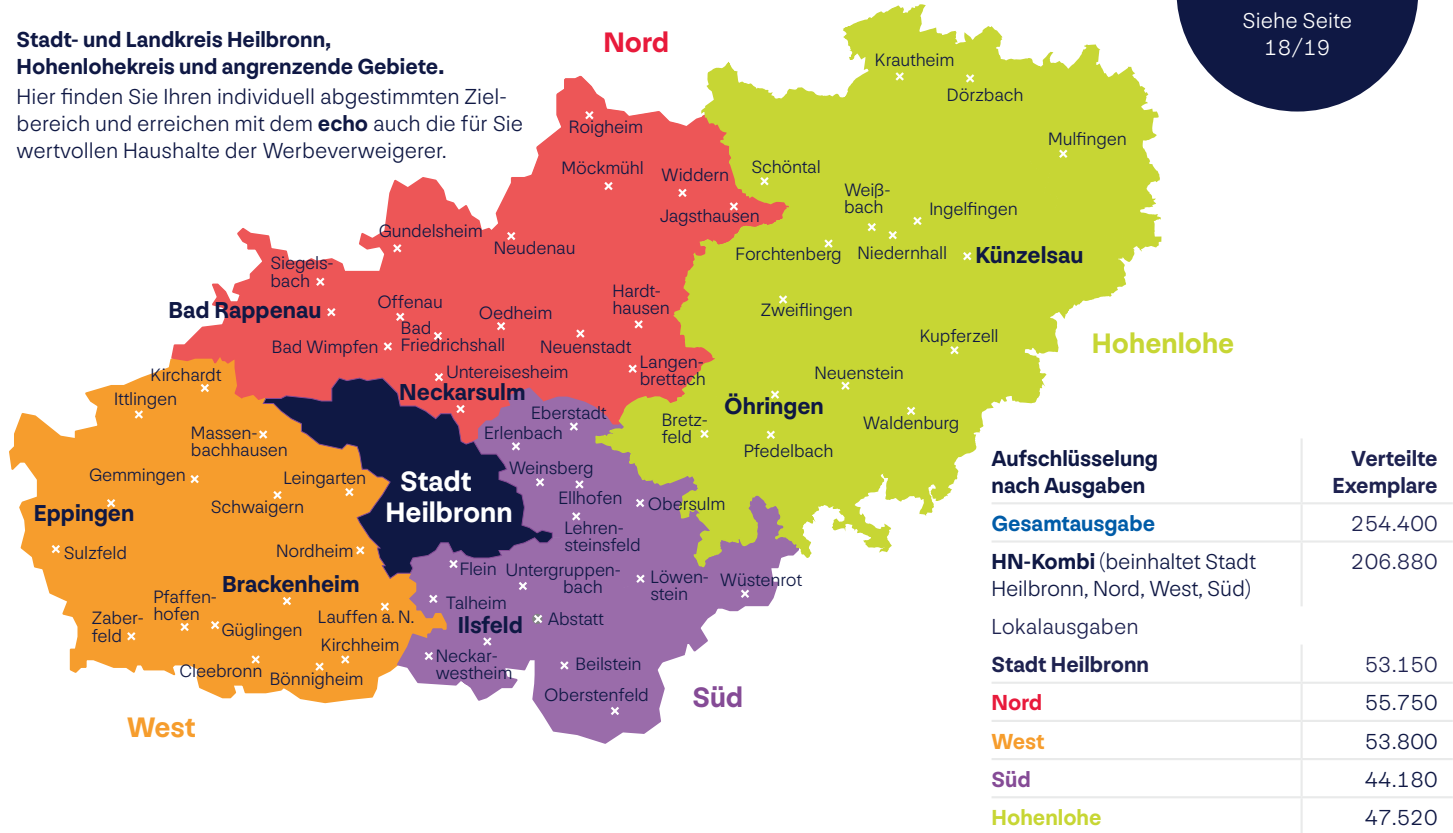 Stadt- und Landkreis Heilbronn,
Hohenlohekreis und angrenzende Gebiete.
Hier finden Sie Ihren individuell abgestimmten Ziel-
bereich und erreichen mit dem echo auch die für Sie
wertvollen Haushalte der Werbeverweigerer.
Siehe Seite
18/19
Nord
Roigheim
Möckmühl
Widdern
Jagsthausen
Gundelsheim
Neudenau
Siegels-
bach
Bad Rappenau
Offenau
Bad
Friedrichshall
Oedheim
Hardt-
hausen
Bad Wimpfen
Neuenstadt
Untereisesheim
Langen-
brettach
Neckarsulm
Krautheim
Dörzbach
Mulfingen
Schöntal
Weiß-
bach
Ingelfingen
Forchtenberg
Niedernhall
Künzelsau
Zweiflingen
Kupferzell
Hohenlohe
Neuenstein
Öhringen
Waldenburg
Bretz-
feld
Pfedelbach
Kirchardt
Ittlingen
Massen-
bachhausen
Gemmingen
Leingarten
Schwaigern
Eppingen
Sulzfeld
Nordheim
Brackenheim
Pfaffen-
hofen
Zaber-
feld
Güglingen
Lauffen a. N.
Kirchheim
Cleebronn
Bönnigheim
West
Stadt
Heilbronn
Eberstadt
Erlenbach
Weinsberg
Ellhofen
Obersulm
Lehren-
steinsfeld
Flein
Untergruppen-
bach
Löwen-
stein
Wüstenrot
Talheim
Ilsfeld
Abstatt
Neckar-
westheim
Beilstein
Oberstenfeld
Süd
Aufschlüsselung
nach Ausgaben
Verteilte
Exemplare
Gesamtausgabe 254.400
HN-Kombi (beinhaltet Stadt 206.880
Heilbronn, Nord, West, Süd)
Lokalausgaben
Stadt Heilbronn 53.150
Nord 55.750
West 53.800
Süd 44.180
Hohenlohe 47.520